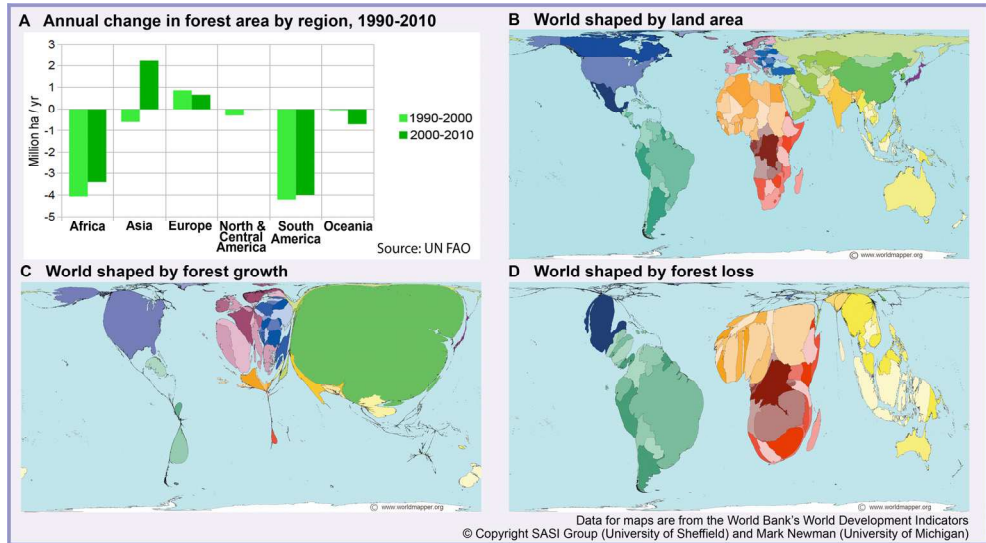 A Annual change in forest area by region, 1990-2010
3
2
1
0
-1
-2
-3
-4
-5
Million ha / yr
1990-2000
2000-2010
Africa
Asia
Europe
North &
Central
America
South
America
Oceania
Source: UN FAO
B World shaped by land area
© www.worldmapper.org
C World shaped by forest growth
© www.worldmapper.org
D World shaped by forest loss
© www.worldmapper.org
Data for maps are from the World Bank's World Development Indicators
© Copyright SASI Group (University of Sheffield) and Mark Newman (University of Michigan)